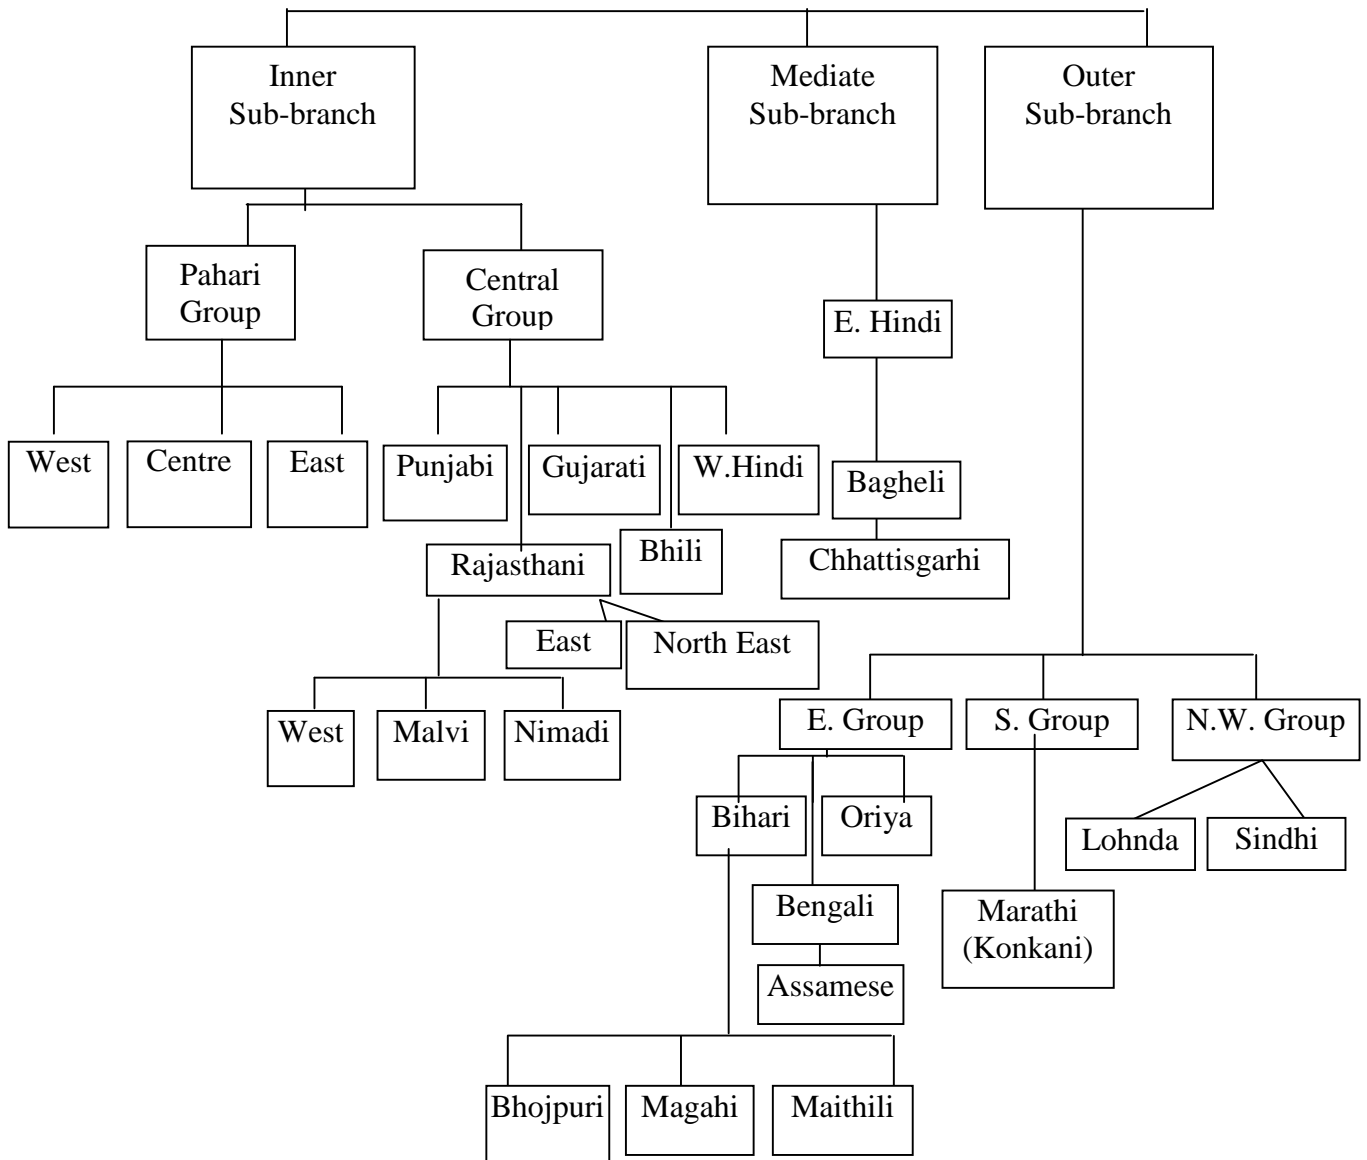 Inner
Sub-branch
Mediate
Sub-branch
Outer
Sub-branch
Pahari
Group
Central
Group
E. Hindi
West
Centre
East
Punjabi
Gujarati
W.Hindi
Bagheli
Rajasthani
Bhili
Chhattisgarhi
East
North East
West
Malvi
Nimadi
E. Group
S. Group
N.W. Group
Bihari
Oriya
Lohnda
Sindhi
Bengali
Marathi
(Konkani)
Assamese
Bhojpuri
Magahi
Maithili